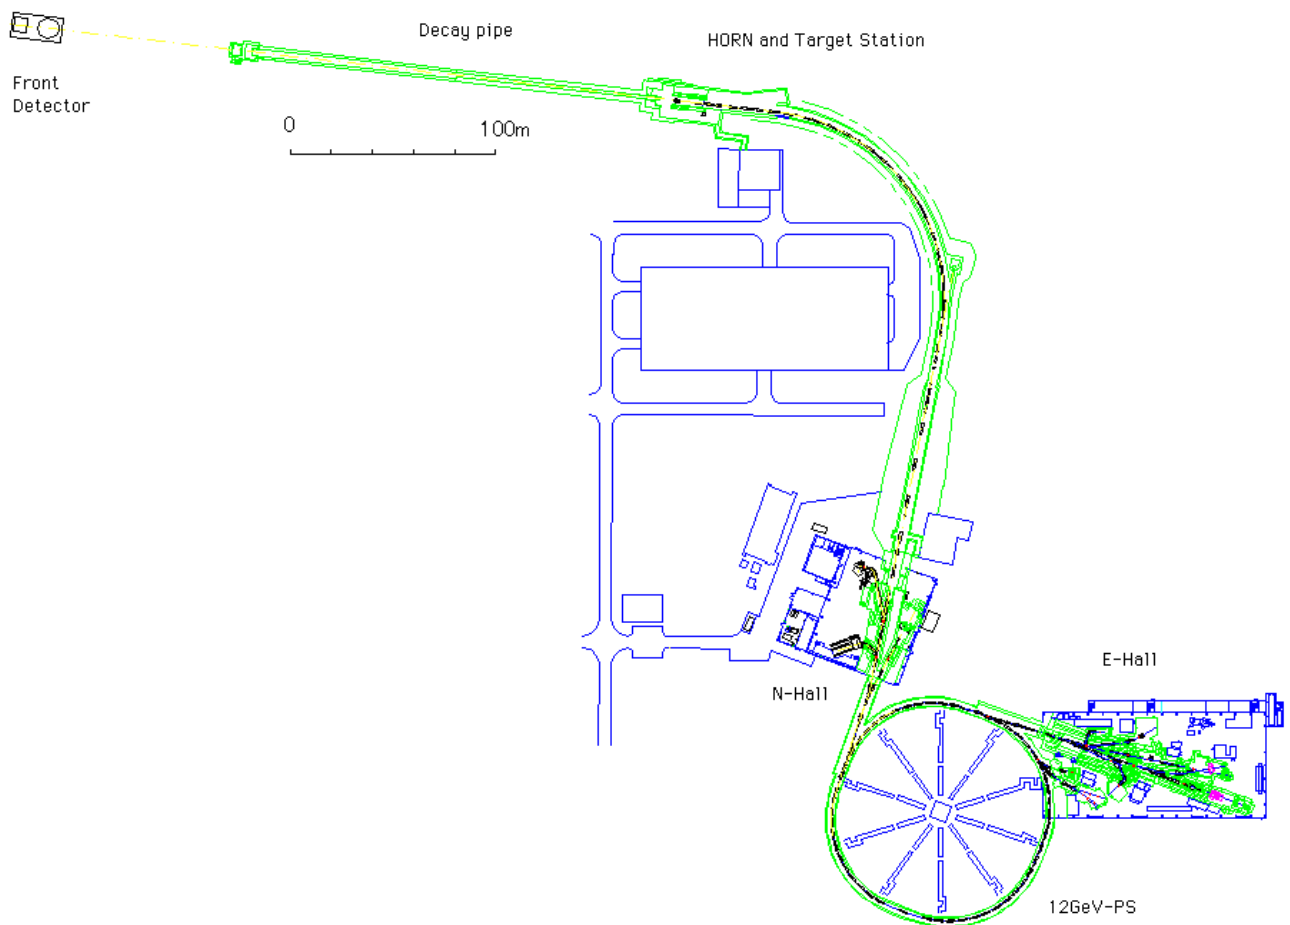 Decay pipe
HORN and Target Station
Front
Detector
0
100m
E-Hall
N-Hall
12GeV-PS